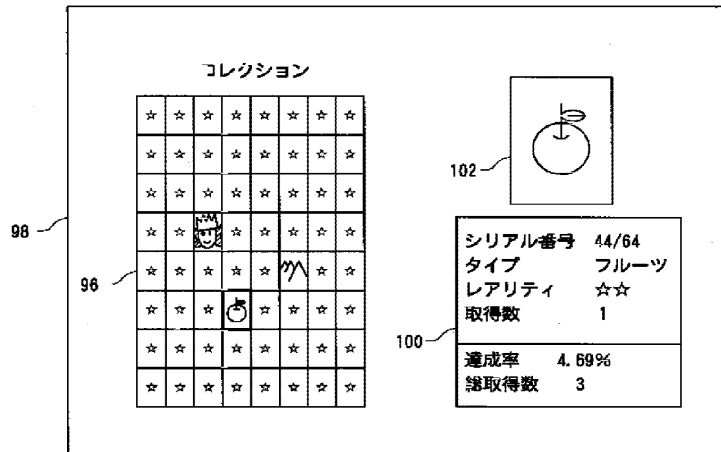 コレクション
102
98
96
シリアル番号 44/64
タイプ フルーツ
レアリティ ☆☆
取得数 1
100
達成率 4.69%
総取得数 3